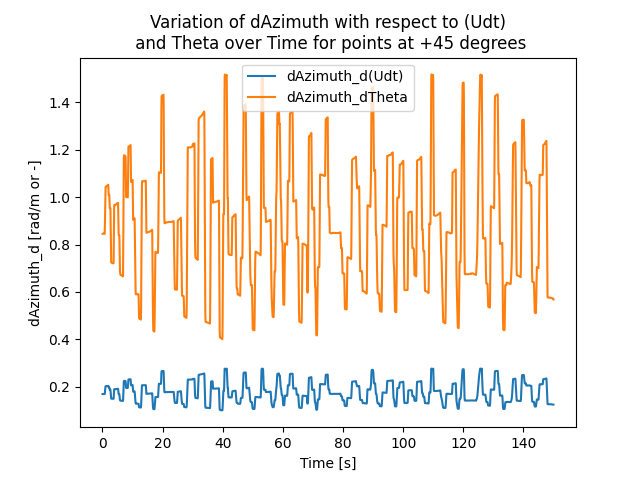 Variation of dAzimuth with respect to (Udt)
and Theta over Time for points at +45 degrees
dAzimuth_d(Udt)
dAzimuth_dTheta
dAzimuth_d [rad/m or -]
1.4
1.2
1.0
0.8
0.6
0.4
0.2
0 20 40 60 80 100 120 140
Time [s]